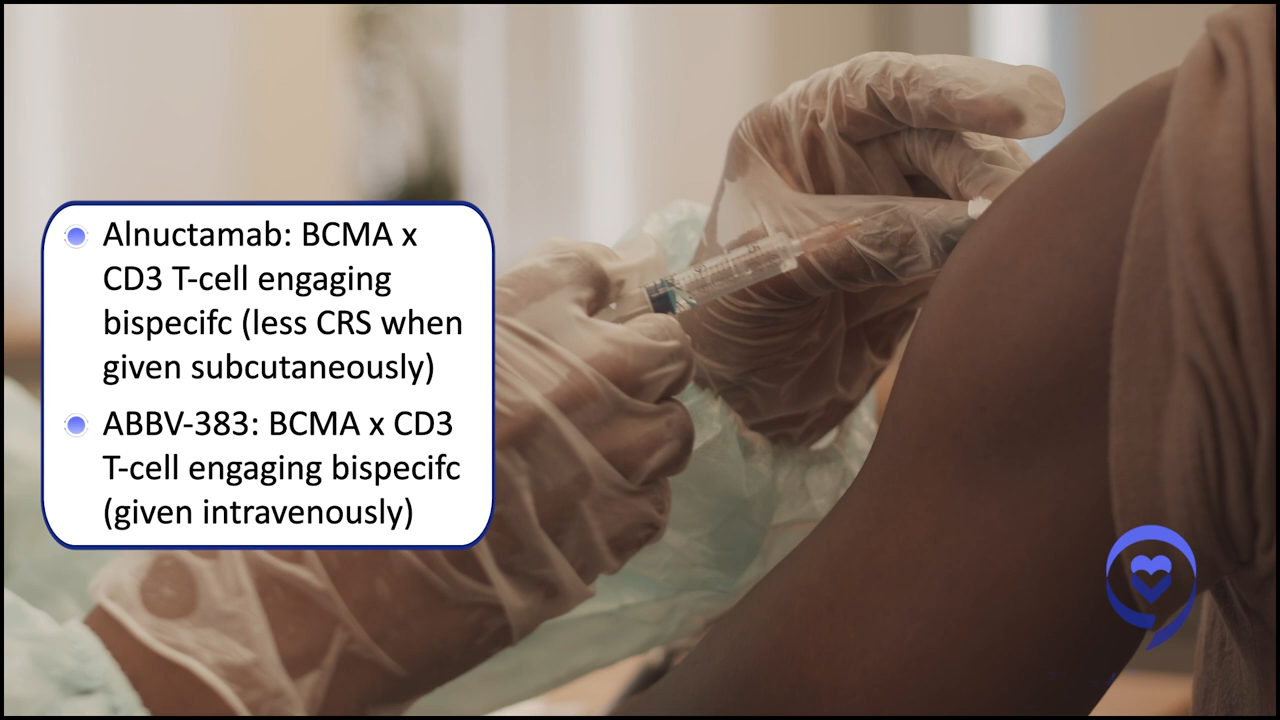 Alnuctamab: BCMA x
CD3 T-cell engaging
bispecifc (less CRS when
given subcutaneously)
ABBV-383: BCMA x CD3
T-cell engaging bispecifc
(given intravenously)